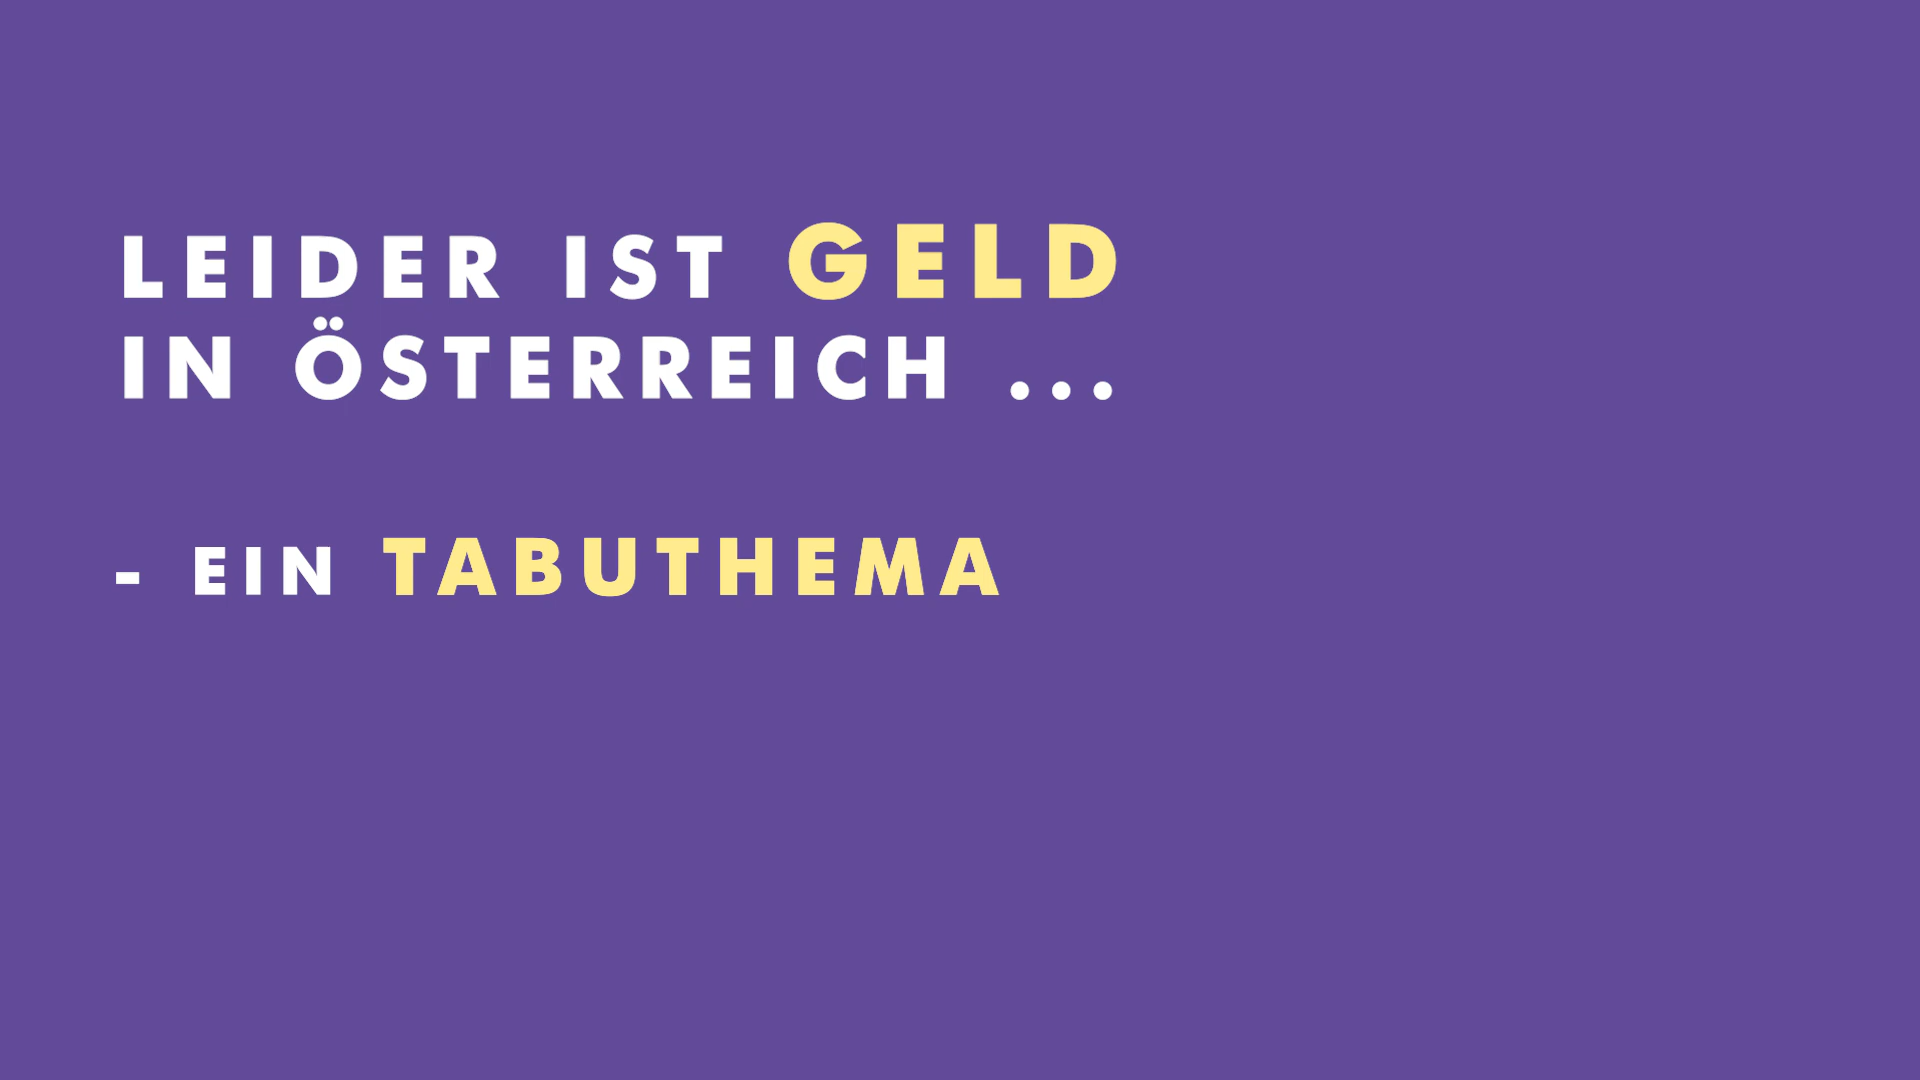 LEIDER IST GELD
IN ÖSTERREICH ...
- EIN TABUTHEMA